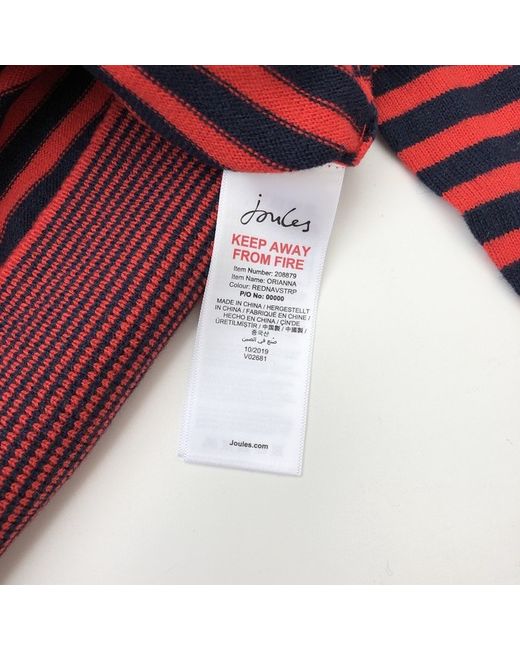 Joules
KEEP AWAY
FROM FIRE
Item Number: 208879
Item Name: ORIANNA
Colour: REDNAVSTRP
P/O No: 00000
MADE IN CHINA / HERGESTELLT
IN CHINA / FABRIQUÉ EN CHINE /
HECHO EN CHINA / ÇIN'DE
ÜRETİLMİŞTİR / 中国製 / 中國製 /
중국산
صُنع في الصين
10/2019
V02681
Joules.com